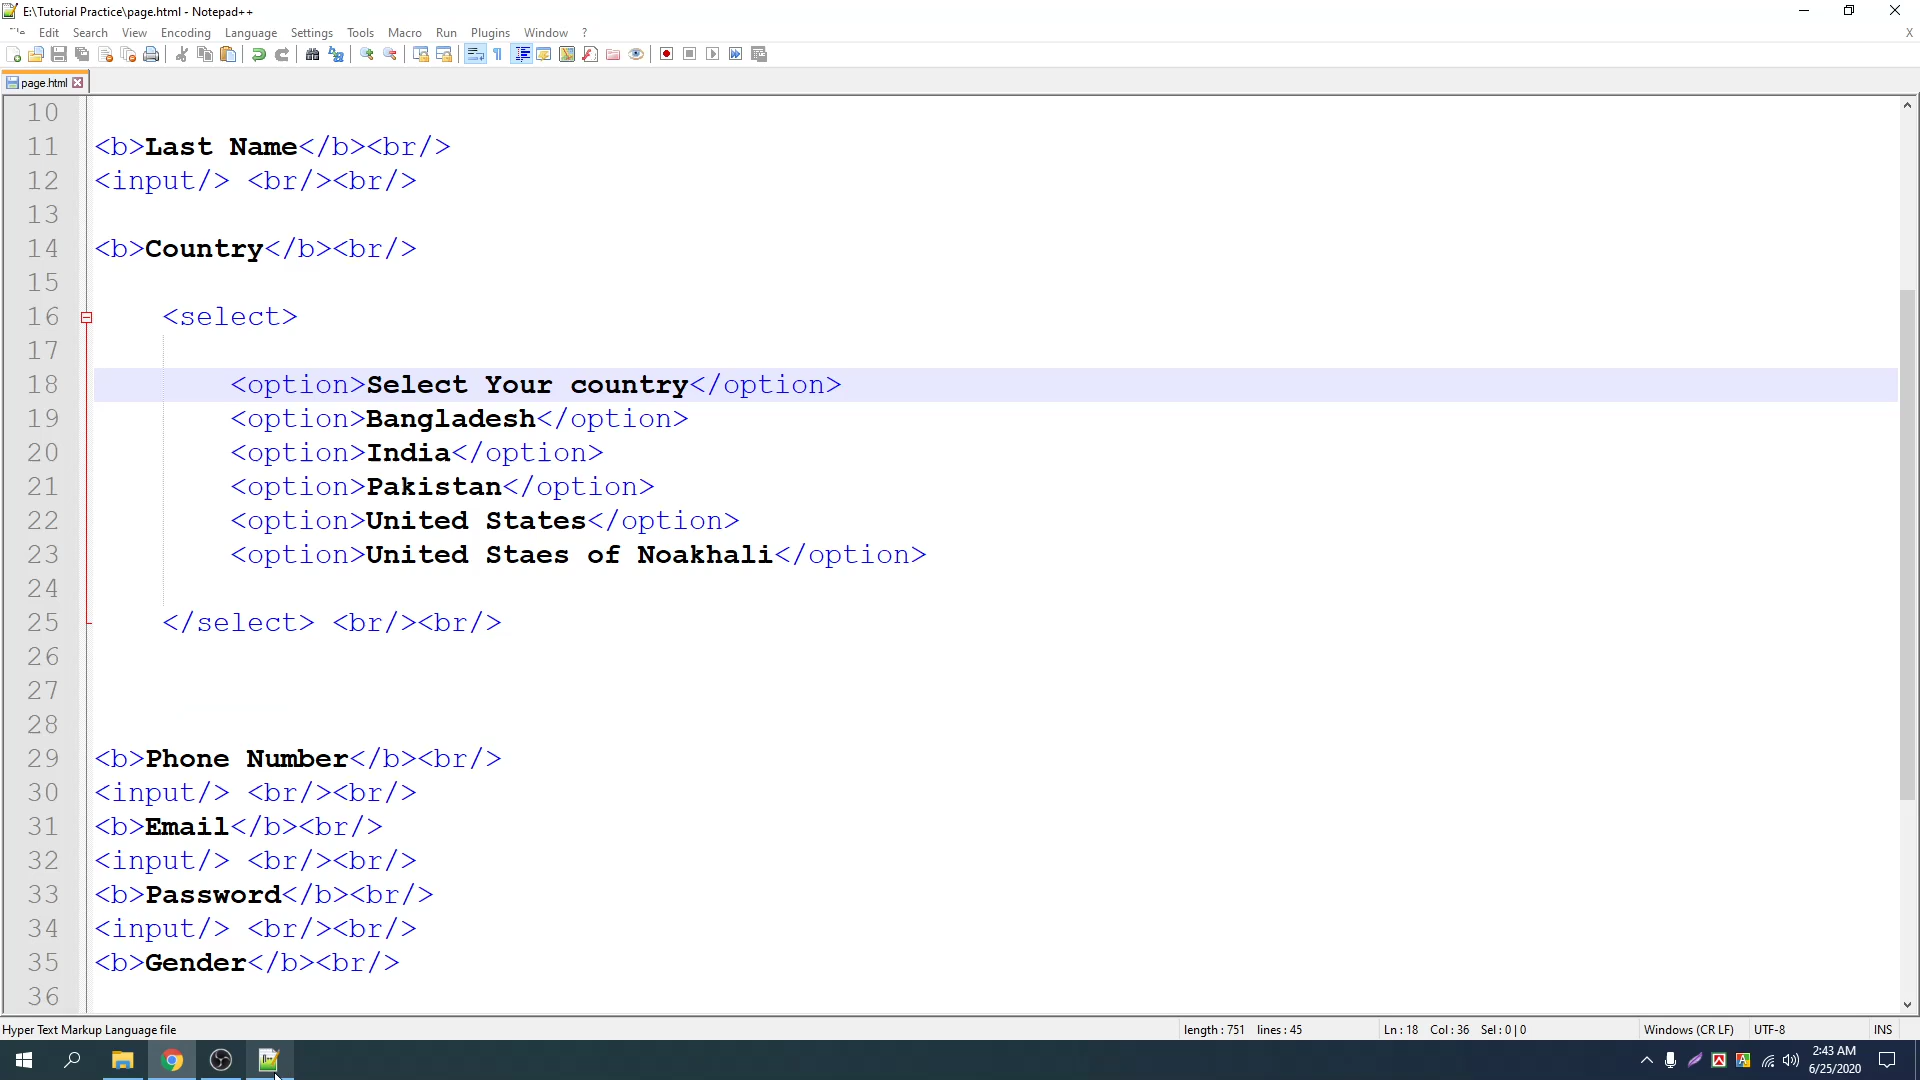 E:\Tutorial Practice\page.html - Notepad++
Edit Search View Encoding Language Settings Tools Macro Run Plugins Window ? X
page.html
10
11 <b>Last Name</b><br/>
12 <input/> <br/><br/>
13
14 <b>Country</b><br/>
15
16 <select>
17
18 <option>Select Your country</option>
19 <option>Bangladesh</option>
20 <option>India</option>
21 <option>Pakistan</option>
22 <option>United States</option>
23 <option>United Staes of Noakhali</option>
24
25 </select> <br/><br/>
26
27
28
29 <b>Phone Number</b><br/>
30 <input/> <br/><br/>
31 <b>Email</b><br/>
32 <input/> <br/><br/>
33 <b>Password</b><br/>
34 <input/> <br/><br/>
35 <b>Gender</b><br/>
36
Hyper Text Markup Language file length : 751 lines : 45 Ln : 18 Col : 36 Sel : 0 | 0 Windows (CR LF) UTF-8 INS
2:43 AM
6/25/2020